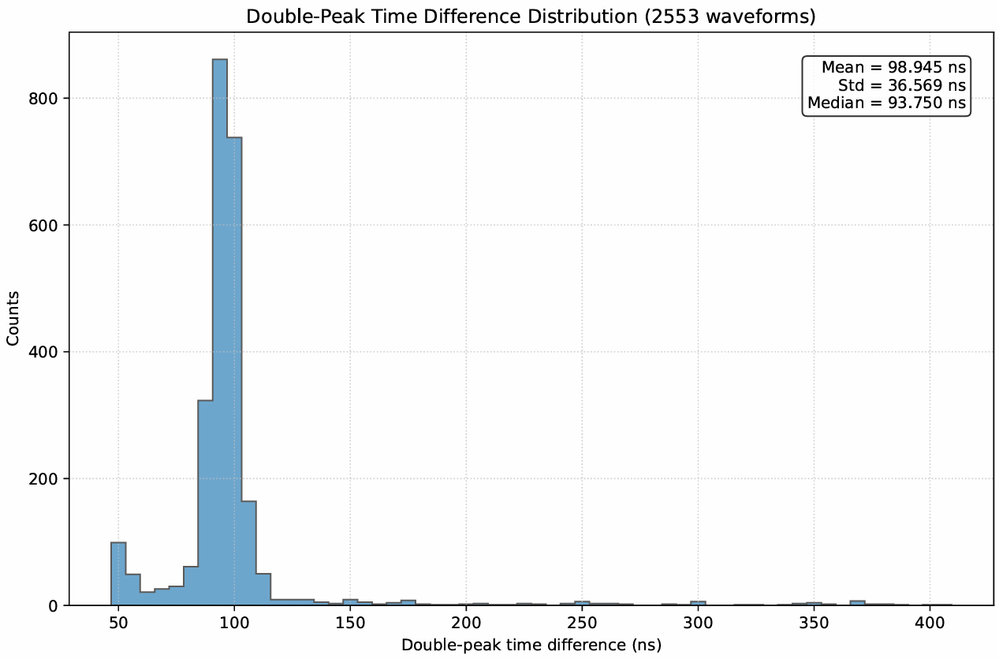 Double-Peak Time Difference Distribution (2553 waveforms)
Mean = 98.945 ns
Std = 36.569 ns
Median = 93.750 ns
800
600
400
200
0
Counts
50 100 150 200 250 300 350 400
Double-peak time difference (ns)